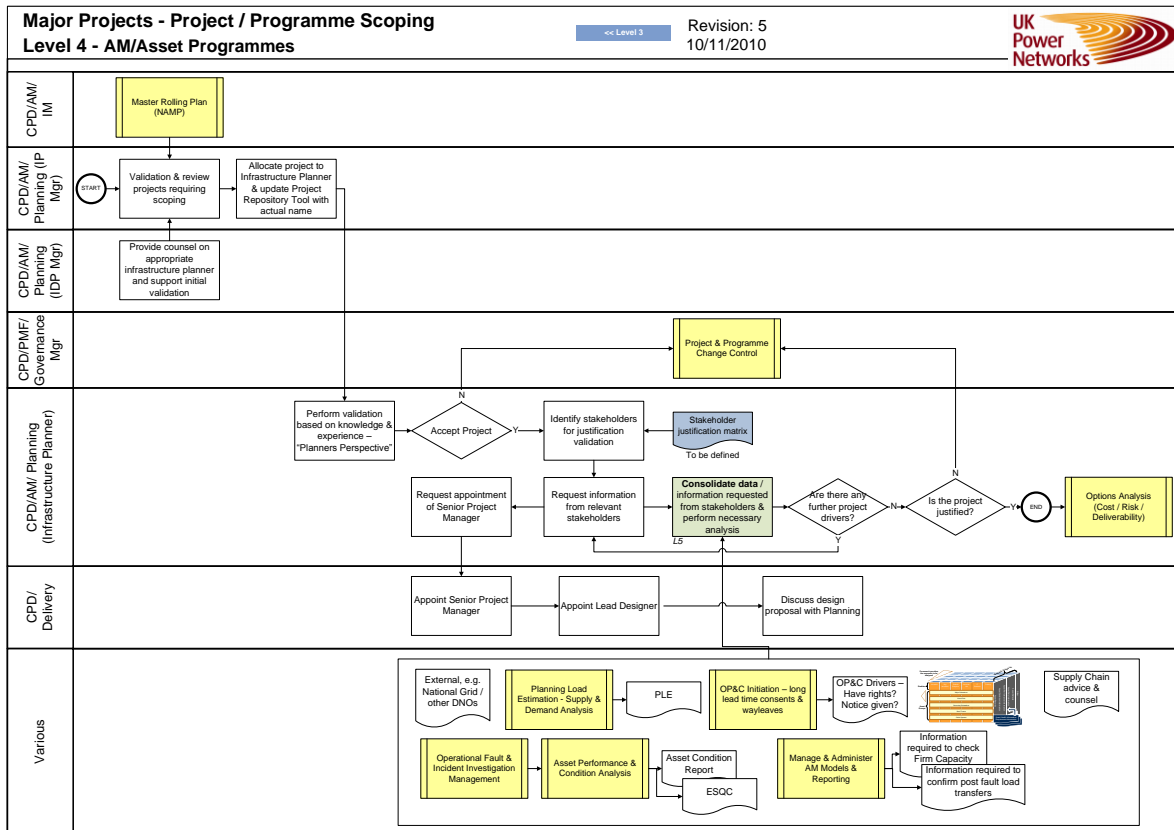 Major Projects - Project / Programme Scoping
Level 4 - AM/Asset Programmes
<< Level 3
Revision: 5
10/11/2010
UK
Power
Networks
CPD/AM/
IM
Master Rolling Plan
(NAMP)
CPD/AM/
Planning (IP
Mgr)
START
Validation & review
projects requiring
scoping
Allocate project to
Infrastructure Planner
& update Project
Repository Tool with
actual name
CPD/AM/
Planning
(IDP Mgr)
Provide counsel on
appropriate
infrastructure planner
and support initial
validation
CPD/PMF/
Governance
Mgr
Project & Programme
Change Control
N
N
CPD/AM/ Planning
(Infrastructure Planner)
Perform validation
based on knowledge &
experience –
“Planners Perspective”
Accept Project
Y
Identify stakeholders
for justification
validation
Stakeholder
justification matrix
To be defined
Request appointment
of Senior Project
Manager
Request information
from relevant
stakeholders
Consolidate data /
information requested
from stakeholders &
perform necessary
analysis
L5
Are there any
further project
drivers?
N
Y
Is the project
justified?
Y
END
Options Analysis
(Cost / Risk /
Deliverability)
CPD/
Delivery
Appoint Senior Project
Manager
Appoint Lead Designer
Discuss design
proposal with Planning
Various
External, e.g.
National Grid /
other DNOs
Planning Load
Estimation - Supply &
Demand Analysis
PLE
OP&C Initiation – long
lead time consents &
wayleaves
OP&C Drivers –
Have rights?
Notice given?
Supply Chain
advice &
counsel
Operational Fault &
Incident Investigation
Management
Asset Performance &
Condition Analysis
Asset Condition
Report
ESQC
Manage & Administer
AM Models &
Reporting
Information
required to check
Firm Capacity
Information required to
confirm post fault load
transfers